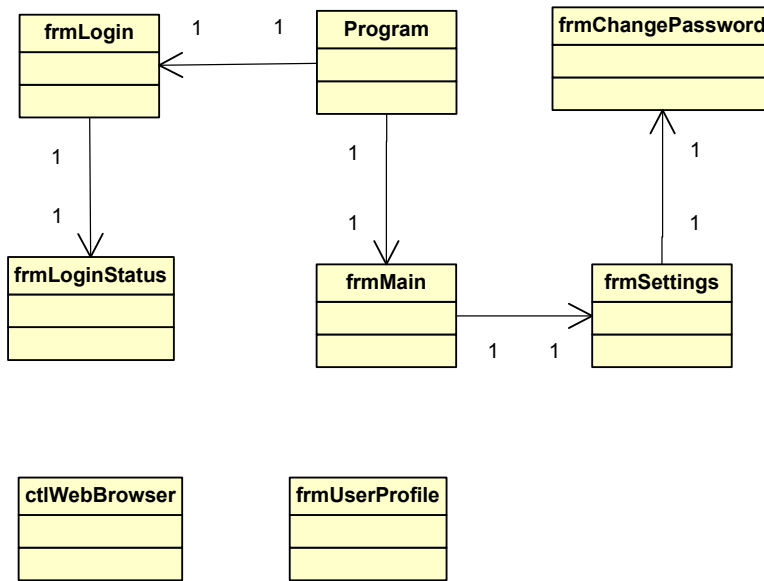 frmLogin
1
1
Program
frmChangePassword
1
1
1
1
1
1
frmLoginStatus
frmMain
frmSettings
1
1
ctlWebBrowser
frmUserProfile